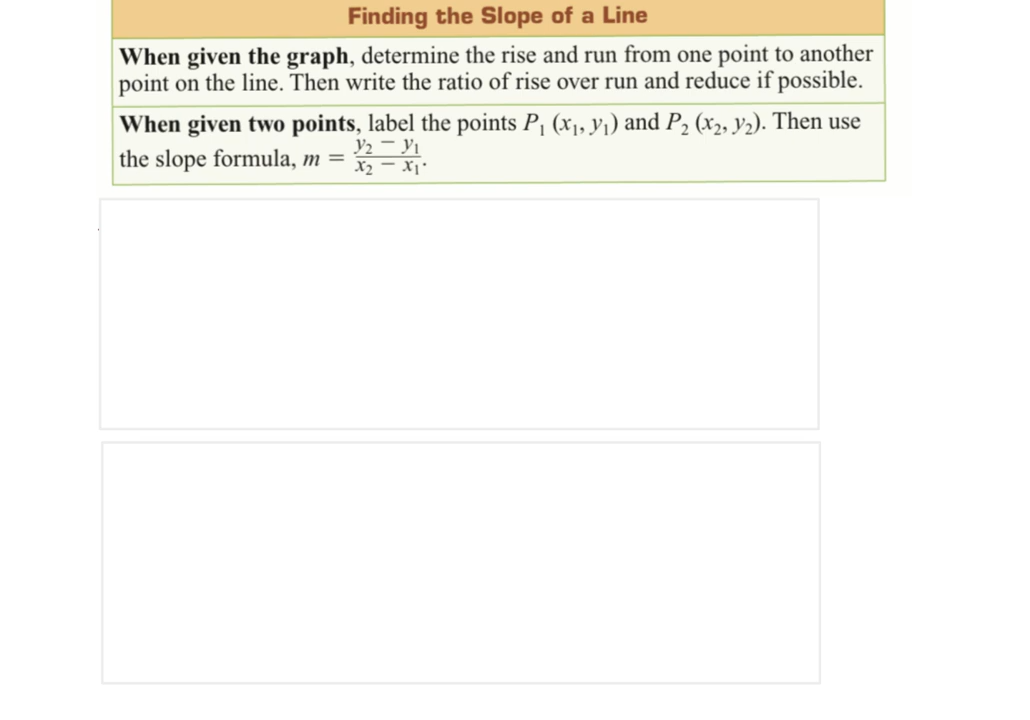 Finding the Slope of a Line
When given the graph, determine the rise and run from one point to another
point on the line. Then write the ratio of rise over run and reduce if possible.
When given two points, label the points P₁ (x₁, y₁) and P₂ (x₂, y₂). Then use
the slope formula, m = (y₂ − y₁)/(x₂ − x₁).